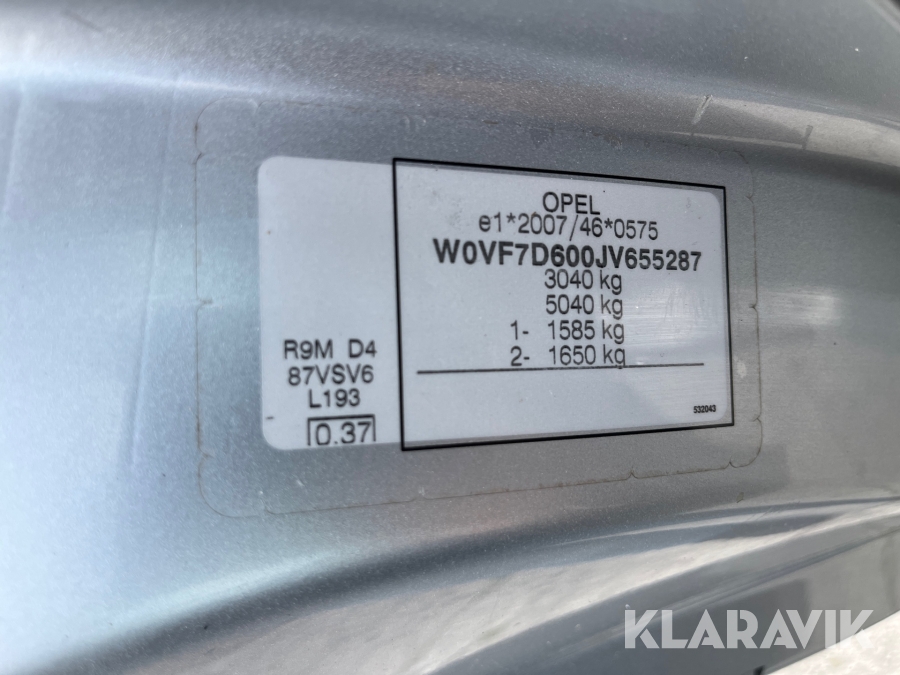 OPEL
e1*2007/46*0575
W0VF7D600JV655287
3040 kg
5040 kg
1- 1585 kg
2- 1650 kg
532043
R9M D4
87VSV6
L193
0.37
KLARAVIK